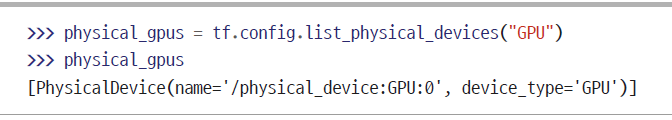 >>> physical_gpus = tf.config.list_physical_devices("GPU")
>>> physical_gpus
[PhysicalDevice(name='/physical_device:GPU:0', device_type='GPU')]